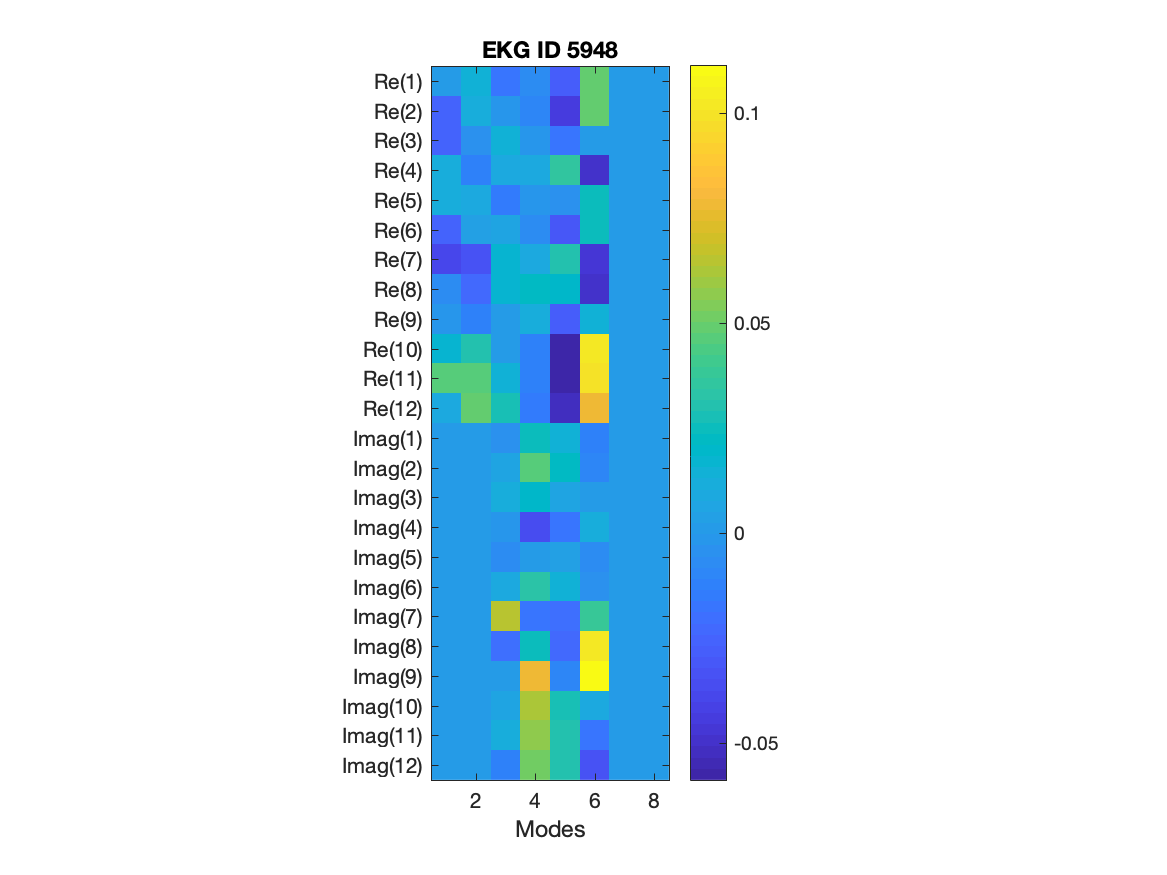 EKG ID 5948
Re(1)
Re(2)
Re(3)
Re(4)
Re(5)
Re(6)
Re(7)
Re(8)
Re(9)
Re(10)
Re(11)
Re(12)
Imag(1)
Imag(2)
Imag(3)
Imag(4)
Imag(5)
Imag(6)
Imag(7)
Imag(8)
Imag(9)
Imag(10)
Imag(11)
Imag(12)
2 4 6 8
Modes
0.1
0.05
0
-0.05